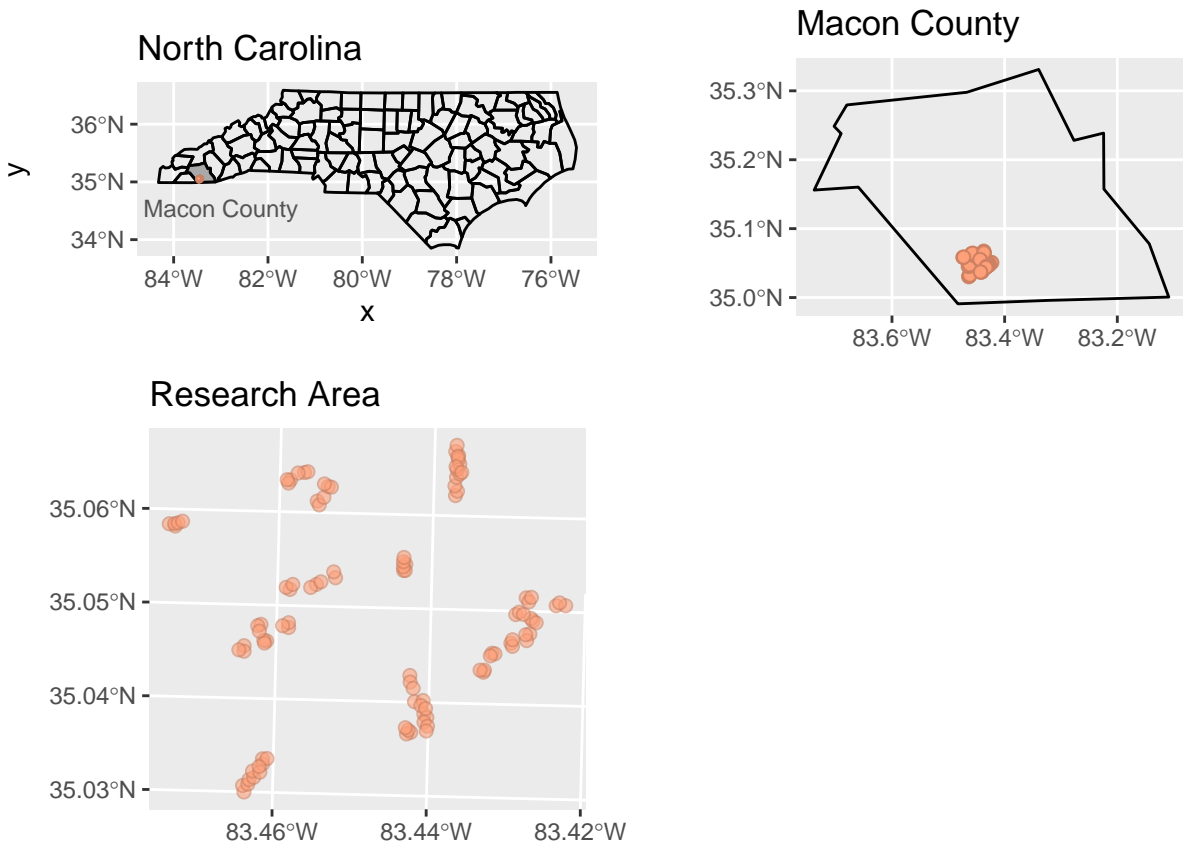 North Carolina
y
36°N
35°N
34°N
Macon County
84°W 82°W 80°W 78°W 76°W
x
Macon County
35.3°N
35.2°N
35.1°N
35.0°N
83.6°W 83.4°W 83.2°W
Research Area
35.06°N
35.05°N
35.04°N
35.03°N
83.46°W 83.44°W 83.42°W